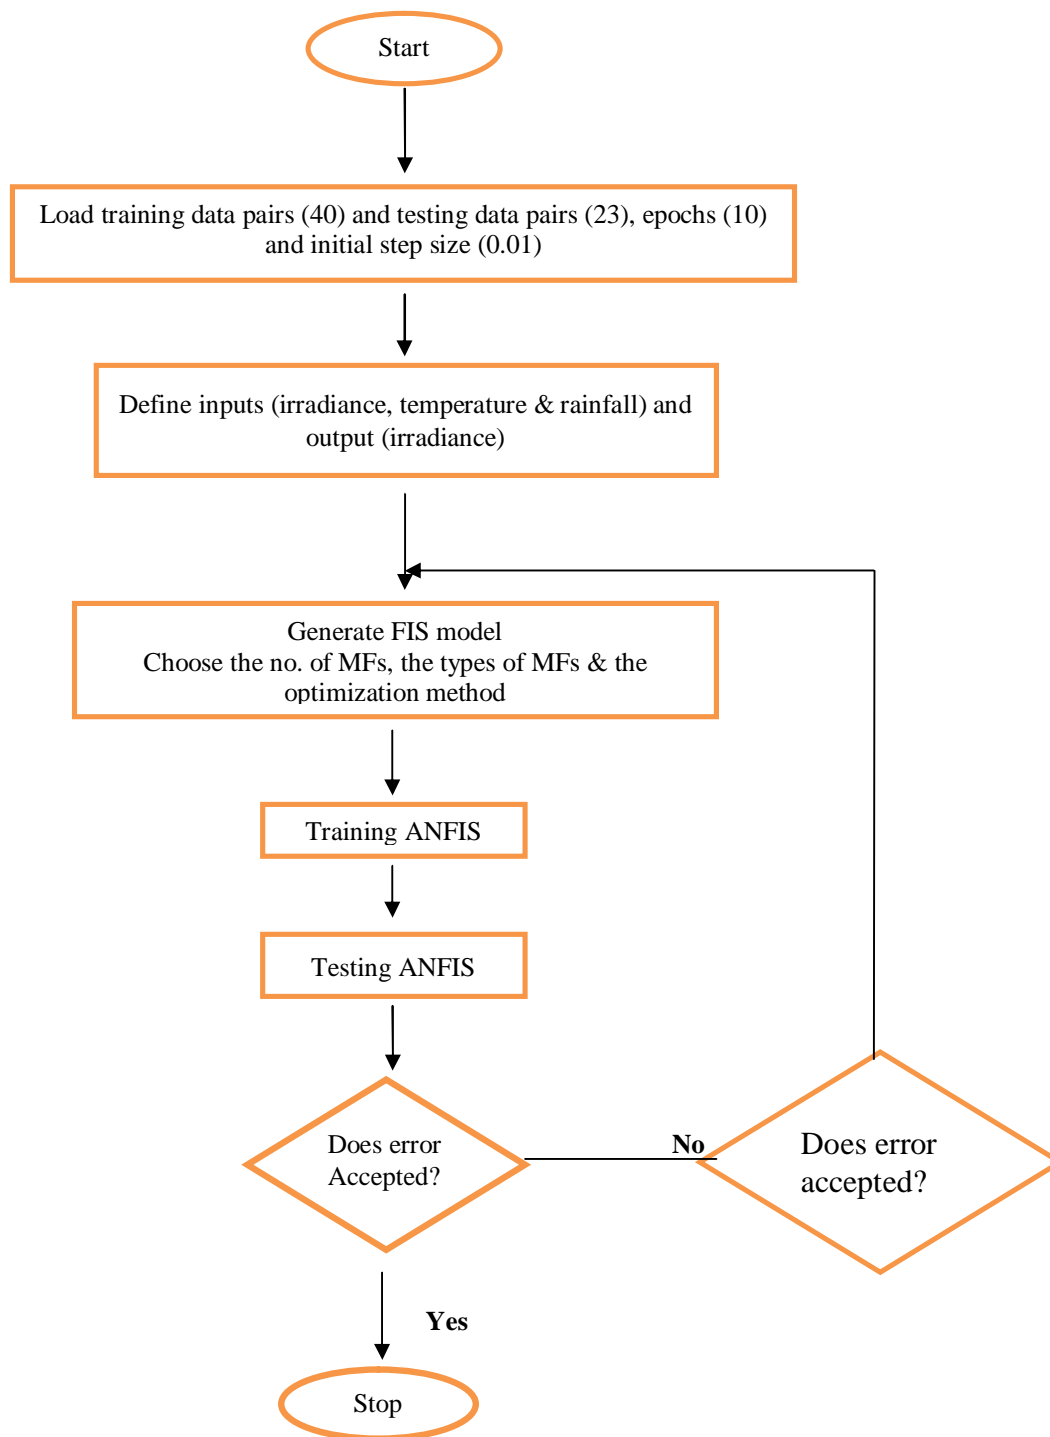 Start
Load training data pairs (40) and testing data pairs (23), epochs (10)
and initial step size (0.01)
Define inputs (irradiance, temperature & rainfall) and
output (irradiance)
Generate FIS model
Choose the no. of MFs, the types of MFs & the
optimization method
Training ANFIS
Testing ANFIS
Does error
Accepted?
No
Does error
accepted?
Yes
Stop